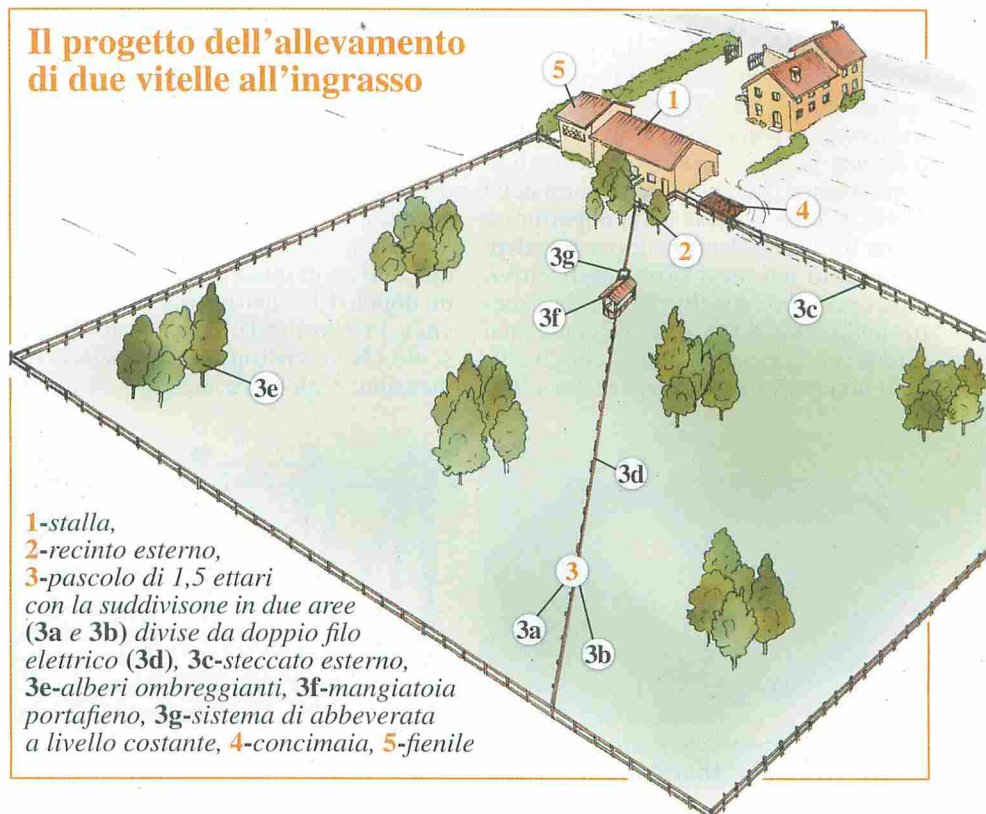 Il progetto dell'allevamento
di due vitelle all'ingrasso
5
1
4
2
3g
3f
3c
3e
3d
3
3a
3b
1-stalla,
2-recinto esterno,
3-pascolo di 1,5 ettari
con la suddivisone in due aree
(3a e 3b) divise da doppio filo
elettrico (3d), 3c-steccato esterno,
3e-alberi ombreggianti, 3f-mangiatoia
portafieno, 3g-sistema di abbeverata
a livello costante, 4-concimaia, 5-fienile